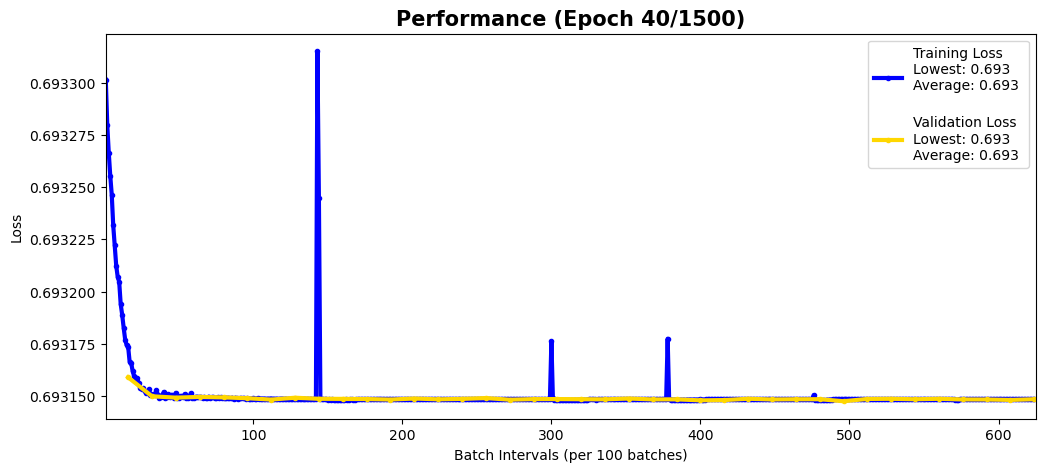 Performance (Epoch 40/1500)
Training Loss
Lowest: 0.693
Average: 0.693
Validation Loss
Lowest: 0.693
Average: 0.693
Loss
0.693300
0.693275
0.693250
0.693225
0.693200
0.693175
0.693150
100 200 300 400 500 600
Batch Intervals (per 100 batches)